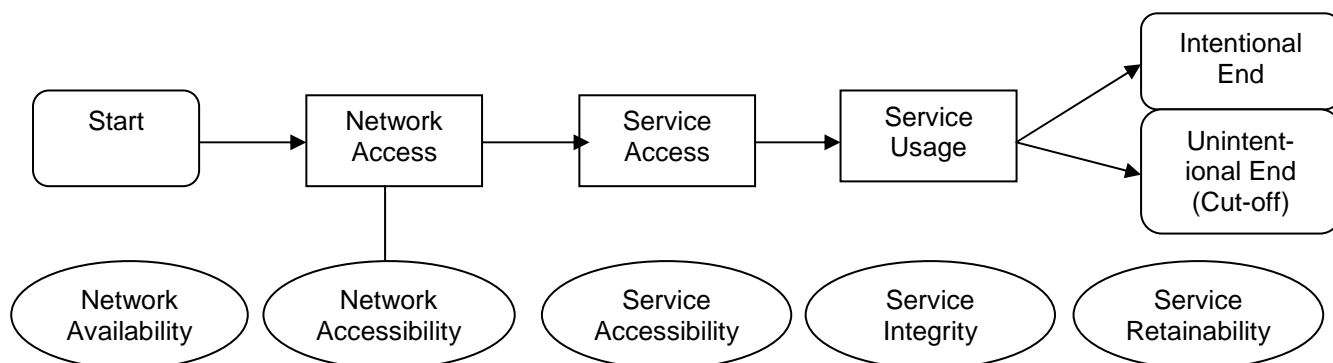 Start
Network
Access
Service
Access
Service
Usage
Intentional
End
Unintent-
ional End
(Cut-off)
Network
Availability
Network
Accessibility
Service
Accessibility
Service
Integrity
Service
Retainability